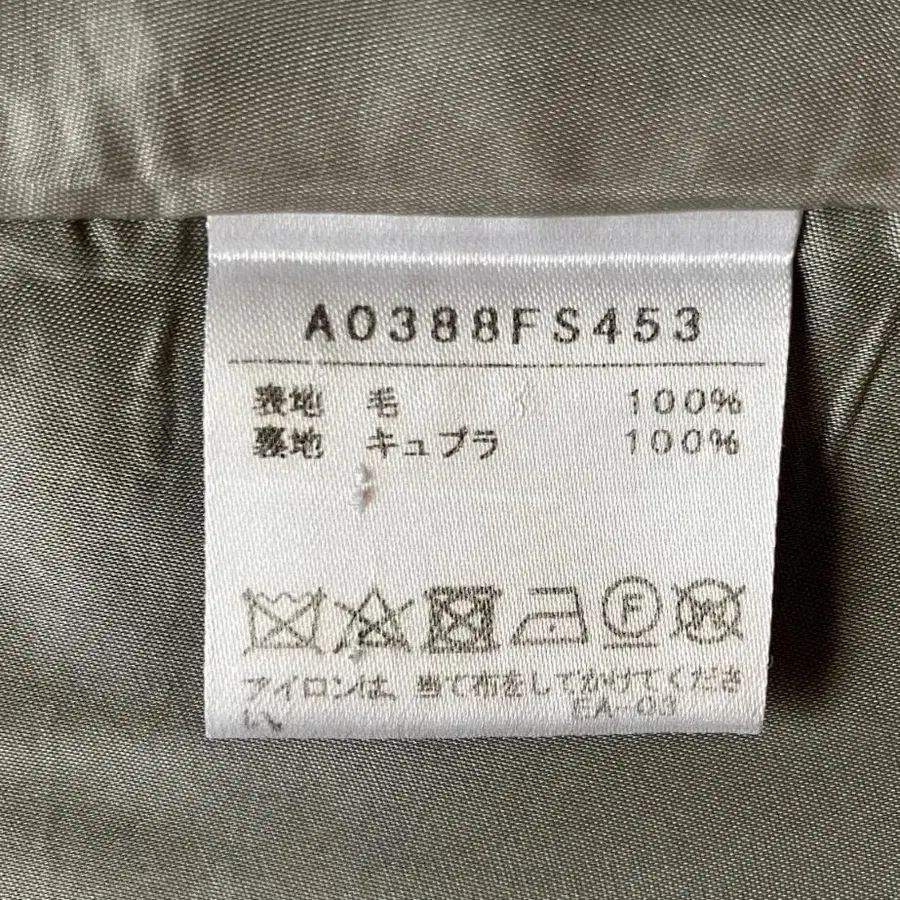 A0388FS453
表地 毛 100%
裏地 キュプラ 100%
F W
アイロンは、当て布をしてかけてくださ
い
EA-03